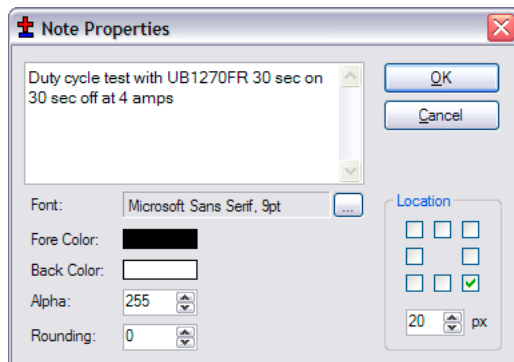 Note Properties
Duty cycle test with UB1270FR 30 sec on
30 sec off at 4 amps
OK
Cancel
Font:
Microsoft Sans Serif, 9pt
...
Location
Fore Color:
Back Color:
Alpha:
255
Rounding:
0
20
px